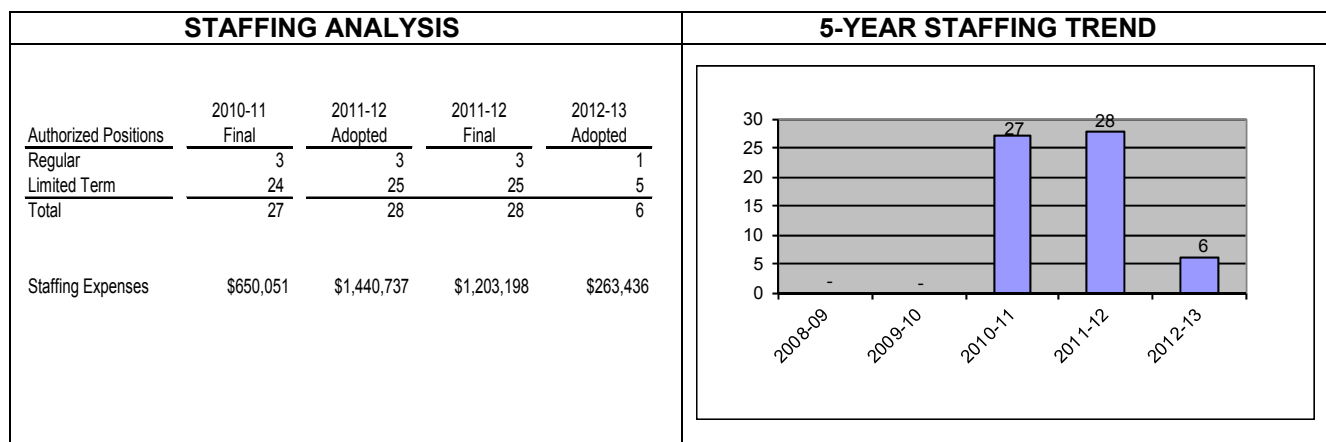 STAFFING ANALYSIS
5-YEAR STAFFING TREND
2010-11 2011-12 2011-12 2012-13
Authorized Positions Final Adopted Final Adopted
Regular 3 3 3 1
Limited Term 24 25 25 5
Total 27 28 28 6
Staffing Expenses $650,051 $1,440,737 $1,203,198 $263,436
30
25
20
15
10
5
0
- - 27 28 6
2008-09 2009-10 2010-11 2011-12 2012-13